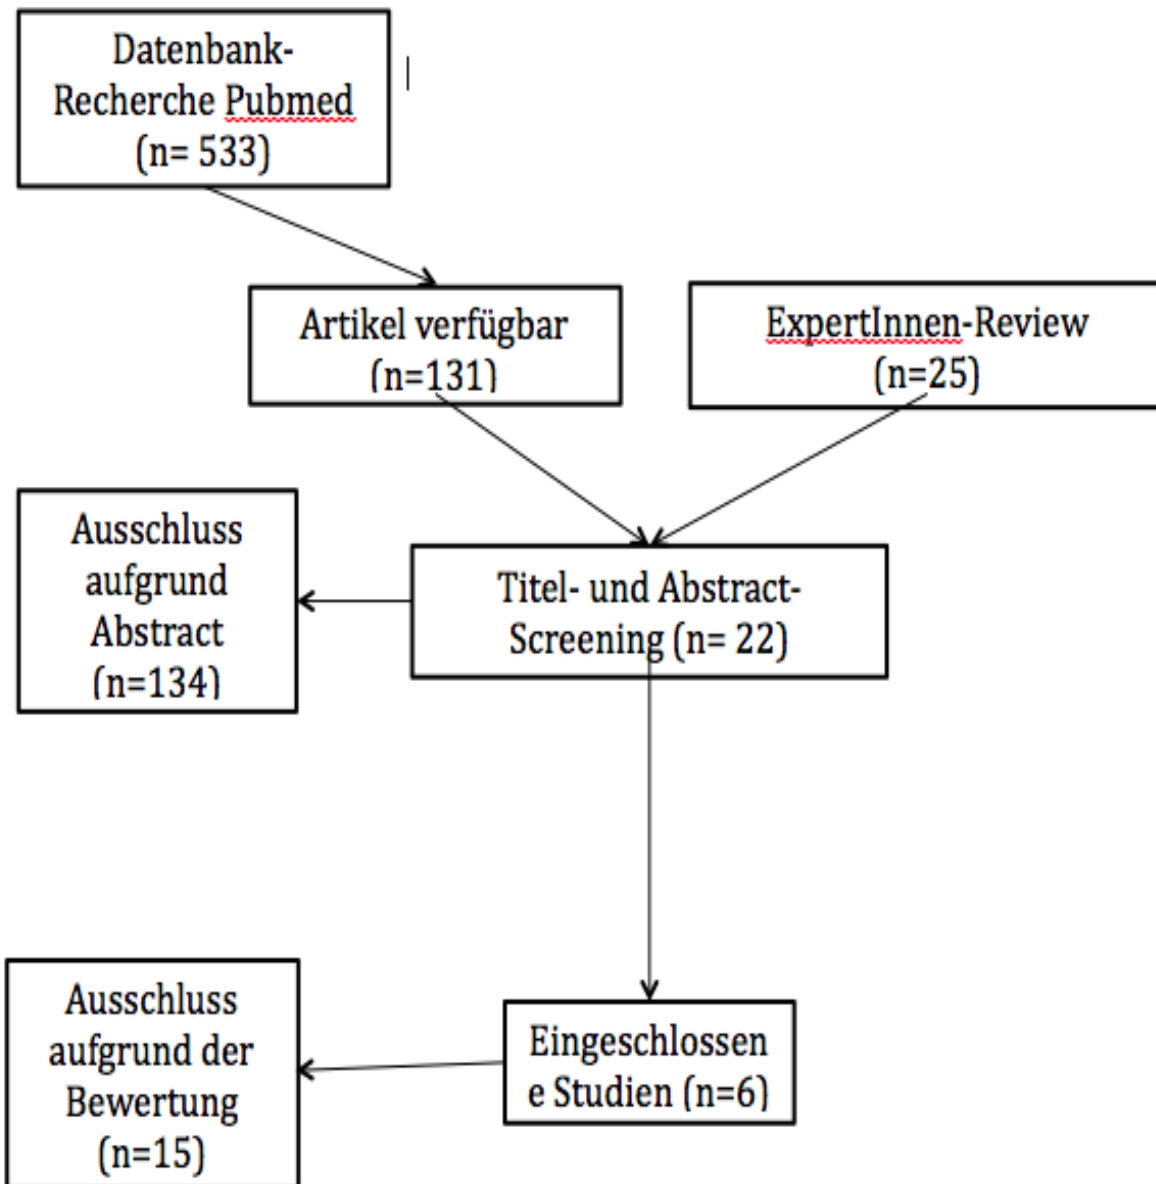 Datenbank-
Recherche Pubmed
(n= 533)
Artikel verfügbar
(n=131)
ExpertInnen-Review
(n=25)
Ausschluss
aufgrund
Abstract
(n=134)
Titel- und Abstract-
Screening (n= 22)
Ausschluss
aufgrund der
Bewertung
(n=15)
Eingeschlossen
e Studien (n=6)